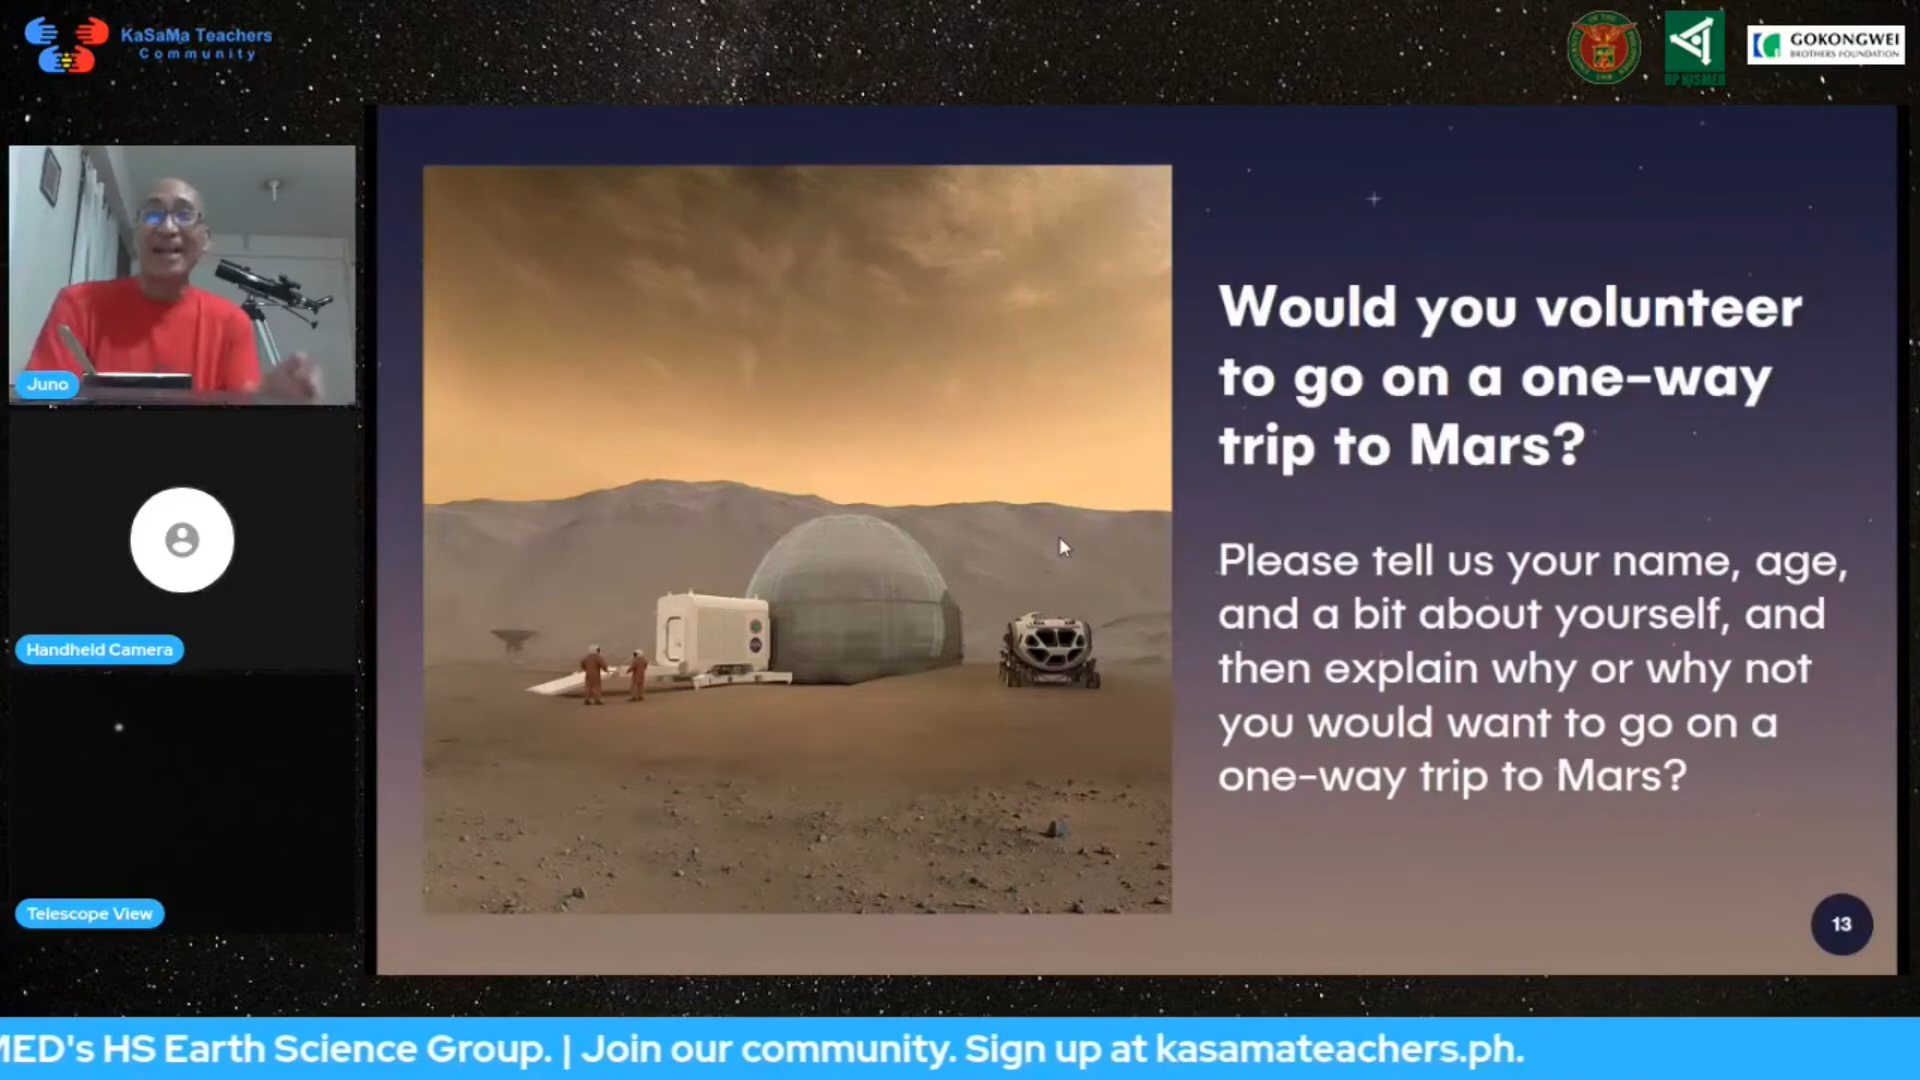 KaSaMa Teachers
Community
UP NISMED
GOKONGWEI
BROTHERS FOUNDATION
Juno
Handheld Camera
Telescope View
Would you volunteer
to go on a one-way
trip to Mars?
Please tell us your name, age,
and a bit about yourself, and
then explain why or why not
you would want to go on a
one-way trip to Mars?
13
MED's HS Earth Science Group. | Join our community. Sign up at kasamateachers.ph.